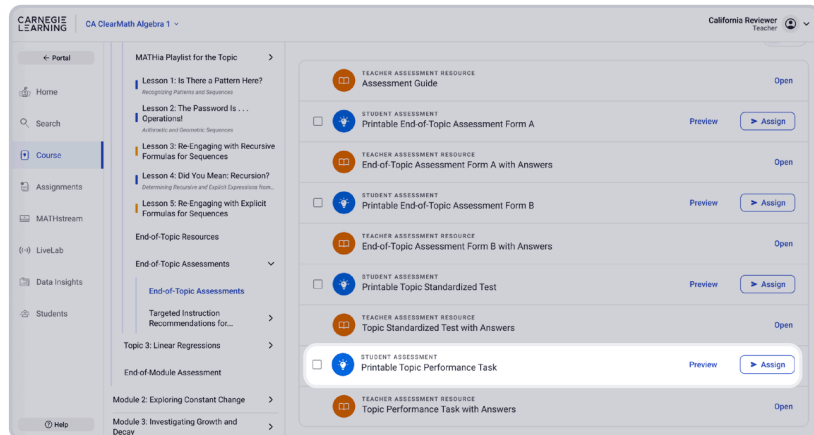 CARNEGIE
LEARNING
CA ClearMath Algebra 1
California Reviewer
Teacher
← Portal
Home
Search
Course
Assignments
MATHstream
LiveLab
Data Insights
Students
Help
MATHia Playlist for the Topic
Lesson 1: Is There a Pattern Here?
Recognizing Patterns and Sequences
Lesson 2: The Password Is . . .
Operations!
Arithmetic and Geometric Sequences
Lesson 3: Re-Engaging with Recursive
Formulas for Sequences
Lesson 4: Did You Mean: Recursion?
Determining Recursive and Explicit Expressions from...
Lesson 5: Re-Engaging with Explicit
Formulas for Sequences
End-of-Topic Resources
End-of-Topic Assessments
End-of-Topic Assessments
Targeted Instruction
Recommendations for...
Topic 3: Linear Regressions
End-of-Module Assessment
Module 2: Exploring Constant Change
Module 3: Investigating Growth and
Decay
TEACHER ASSESSMENT RESOURCE
Assessment Guide
Open
STUDENT ASSESSMENT
Printable End-of-Topic Assessment Form A
Preview
Assign
TEACHER ASSESSMENT RESOURCE
End-of-Topic Assessment Form A with Answers
Open
STUDENT ASSESSMENT
Printable End-of-Topic Assessment Form B
Preview
Assign
TEACHER ASSESSMENT RESOURCE
End-of-Topic Assessment Form B with Answers
Open
STUDENT ASSESSMENT
Printable Topic Standardized Test
Preview
Assign
TEACHER ASSESSMENT RESOURCE
Topic Standardized Test with Answers
Open
STUDENT ASSESSMENT
Printable Topic Performance Task
Preview
Assign
TEACHER ASSESSMENT RESOURCE
Topic Performance Task with Answers
Open